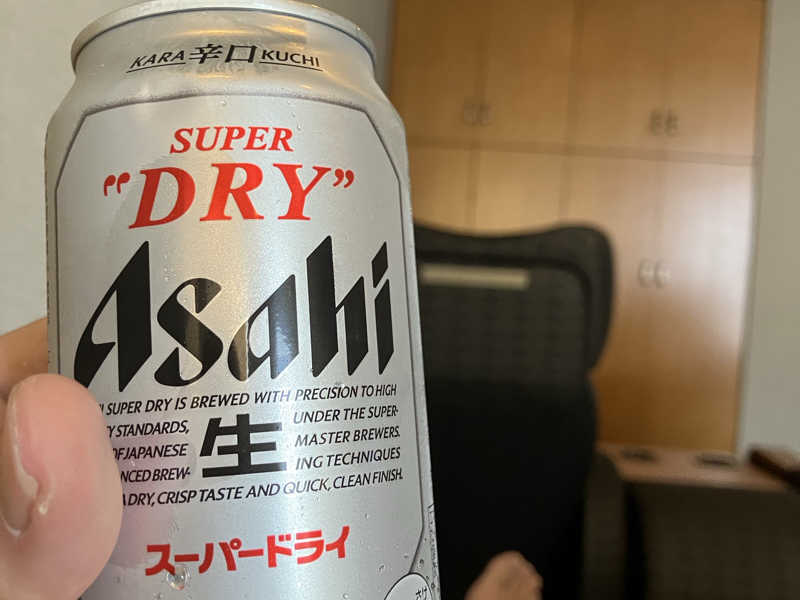 KARA 辛口 KUCHI
SUPER
"DRY"
Asahi
SUPER DRY IS BREWED WITH PRECISION TO HIGH
STANDARDS, 生 UNDER THE SUPER-
OF JAPANESE MASTER BREWERS.
BREW- ING TECHNIQUES
DRY, CRISP TASTE AND QUICK, CLEAN FINISH.
スーパードライ